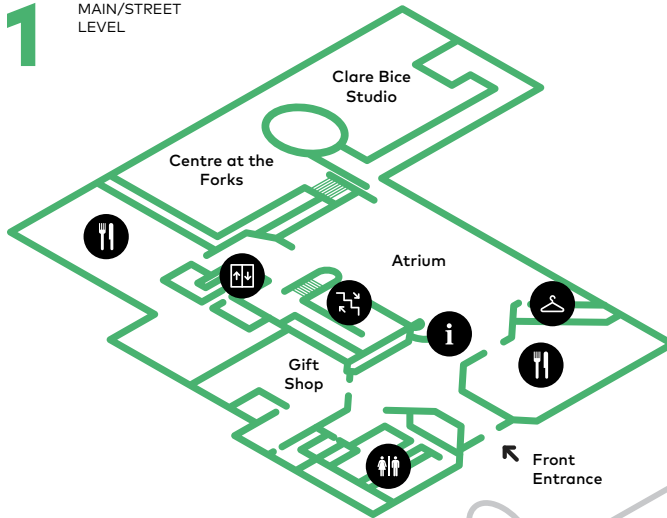 1
MAIN/STREET
LEVEL
Clare Bice
Studio
Centre at the
Forks
Atrium
i
Gift
Shop
Front
Entrance